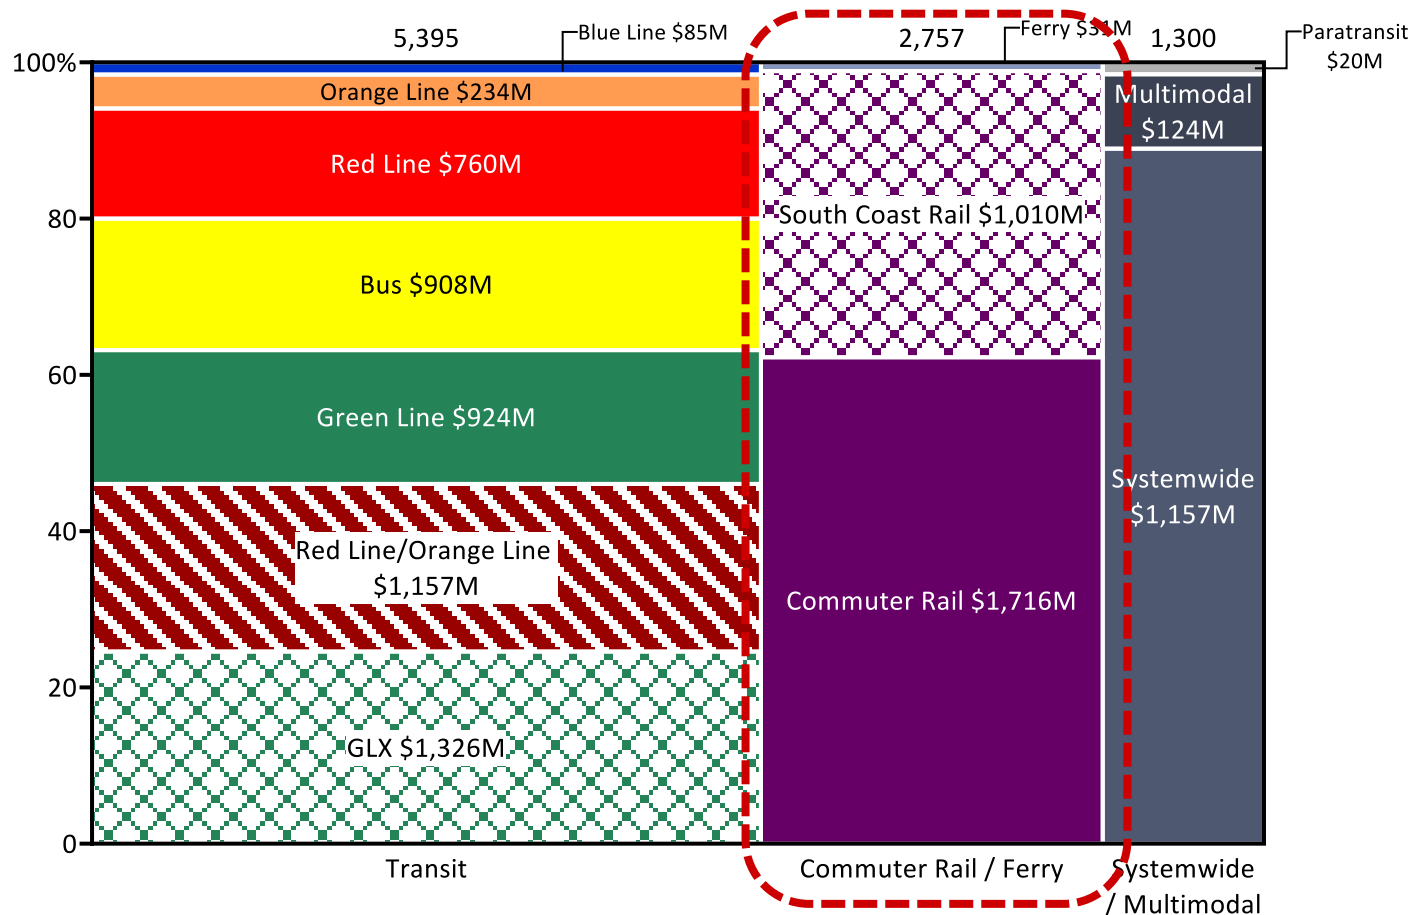 5,395
Blue Line $85M
2,757
Ferry $31M
1,300
Paratransit
$20M
100%
80
60
40
20
0
Orange Line $234M
Red Line $760M
Bus $908M
Green Line $924M
Red Line/Orange Line
$1,157M
GLX $1,326M
South Coast Rail $1,010M
Commuter Rail $1,716M
Multimodal
$124M
Systemwide
$1,157M
Transit
Commuter Rail / Ferry
Systemwide
/ Multimodal